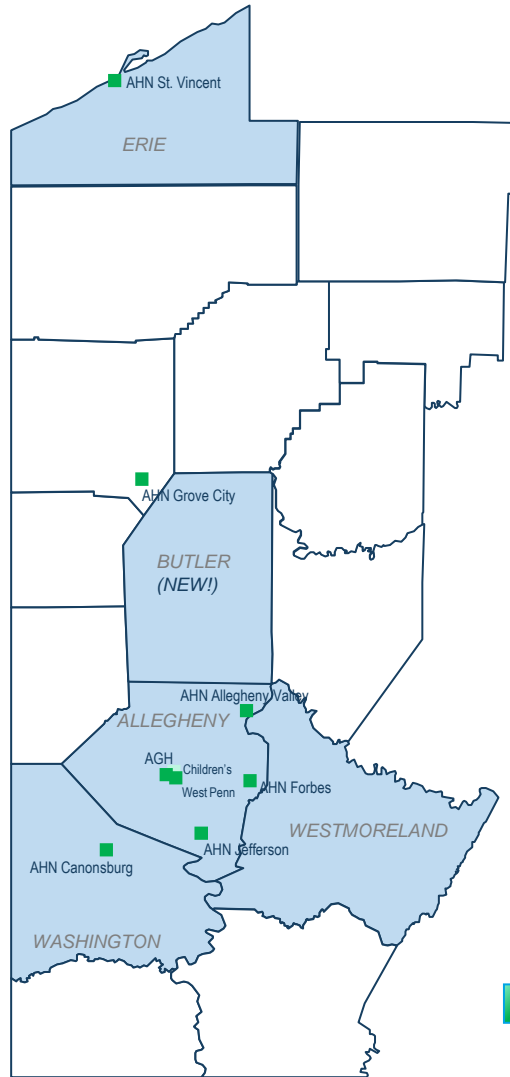 AHN St. Vincent
ERIE
AHN Grove City
BUTLER
(NEW!)
AHN Allegheny Valley
ALLEGHENY
AGH
Children's
West Penn
AHN Forbes
WESTMORELAND
AHN Jefferson
AHN Canonsburg
WASHINGTON